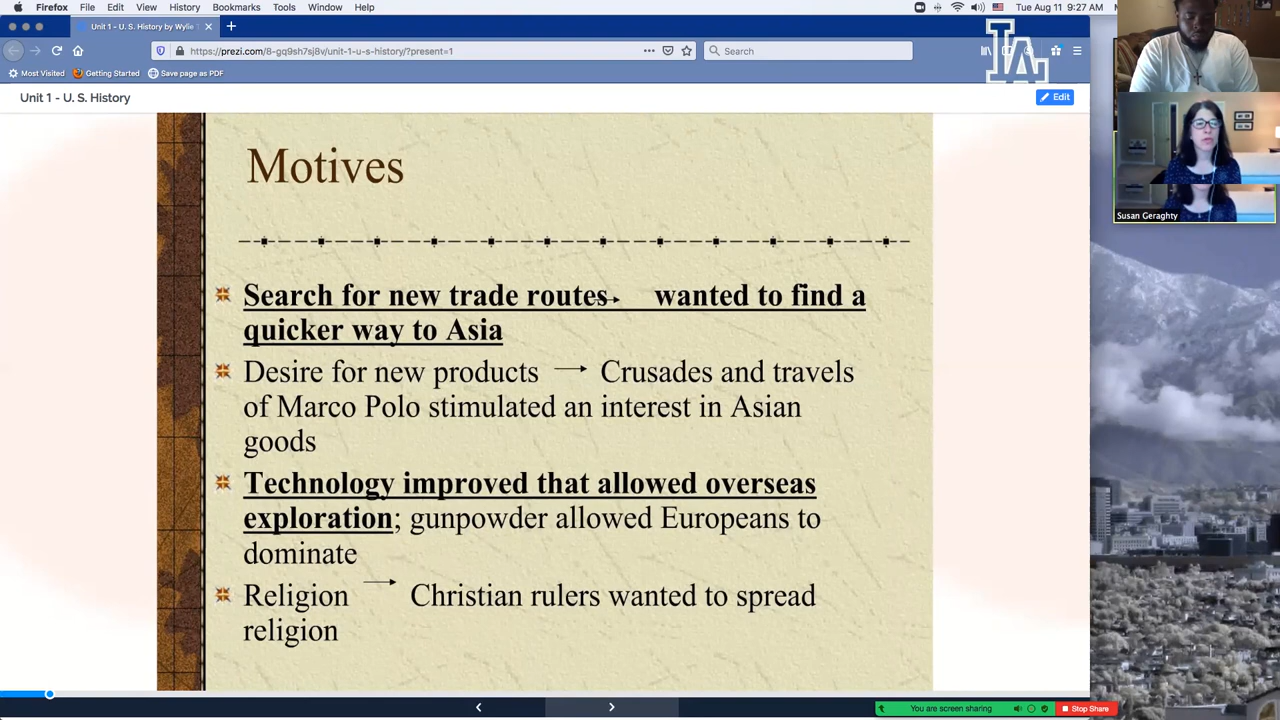 Firefox File Edit View History Bookmarks Tools Window Help Tue Aug 11 9:27 AM
Unit 1 - U. S. History by Wylie
https://prezi.com/8-gq9sh7sj8v/unit-1-u-s-history/?present=1
Search
Most Visited Getting Started Save page as PDF
LA
Unit 1 - U. S. History
Edit
Motives
Search for new trade routes wanted to find a
quicker way to Asia
Desire for new products Crusades and travels
of Marco Polo stimulated an interest in Asian
goods
Technology improved that allowed overseas
exploration; gunpowder allowed Europeans to
dominate
Religion Christian rulers wanted to spread
religion
Susan Geraghty
You are screen sharing Stop Share